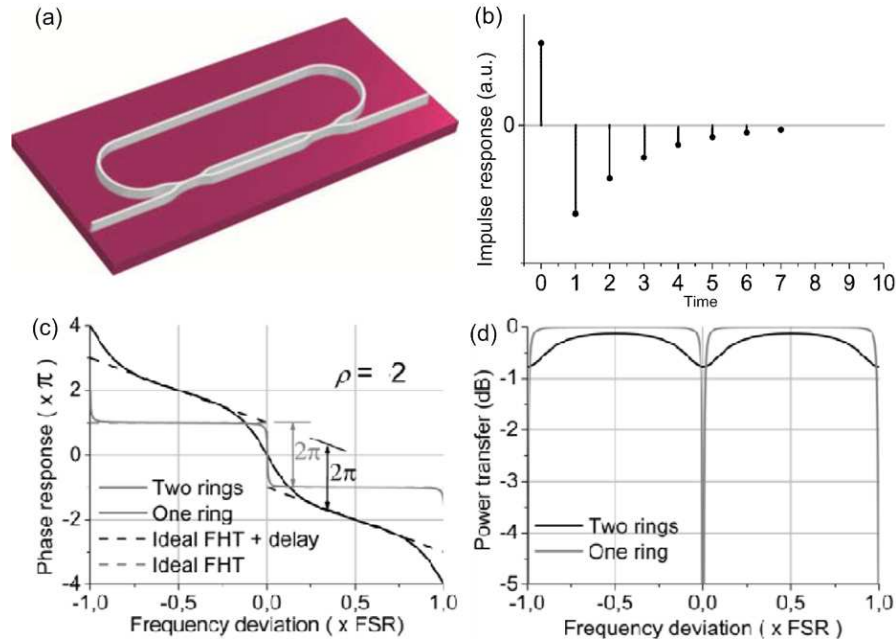 (a)
(b)
Impulse response (a.u.)
0
0 1 2 3 4 5 6 7 8 9 10
Time
(c)
Phase response (x π)
4
2
0
-2
-4
ρ = 2
2π
2π
Two rings
One ring
Ideal FHT + delay
Ideal FHT
-1,0 -0,5 0,0 0,5 1,0
Frequency deviation ( x FSR)
(d)
Power transfer (dB)
0
-1
-2
-3
-4
-5
Two rings
One ring
-1,0 -0,5 0,0 0,5 1,0
Frequency deviation ( x FSR)